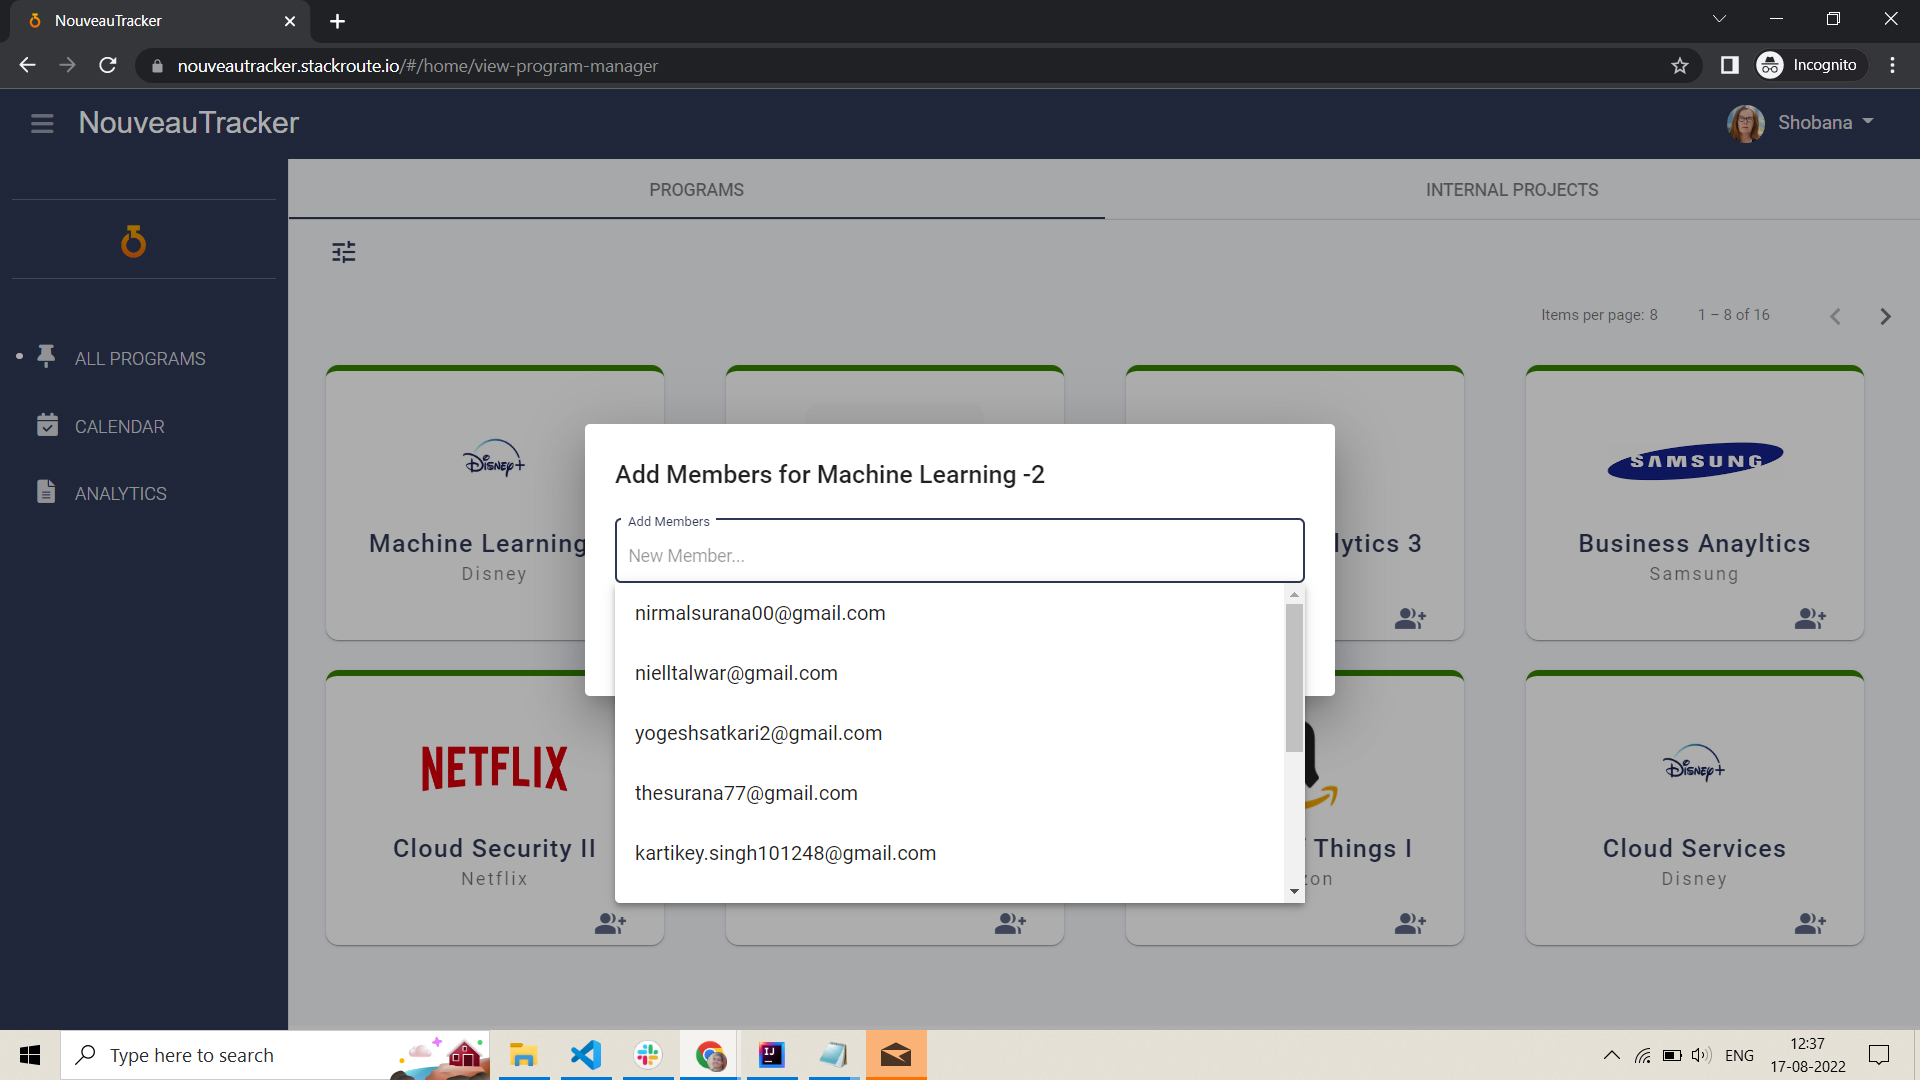 NouveauTracker
nouveautracker.stackroute.io/#/home/view-program-manager
Incognito
NouveauTracker
Shobana
PROGRAMS
INTERNAL PROJECTS
Items per page: 8
1 – 8 of 16
ALL PROGRAMS
CALENDAR
ANALYTICS
Disney+
SAMSUNG
Machine Learning
lytics 3
Business Anayltics
Disney
Samsung
Add Members for Machine Learning -2
Add Members
New Member...
nirmalsurana00@gmail.com
nielltalwar@gmail.com
yogeshsatkari2@gmail.com
thesurana77@gmail.com
kartikey.singh101248@gmail.com
NETFLIX
Disney+
Cloud Security II
Things I
Cloud Services
Netflix
zon
Disney
Type here to search
IJ
ENG
12:37
17-08-2022